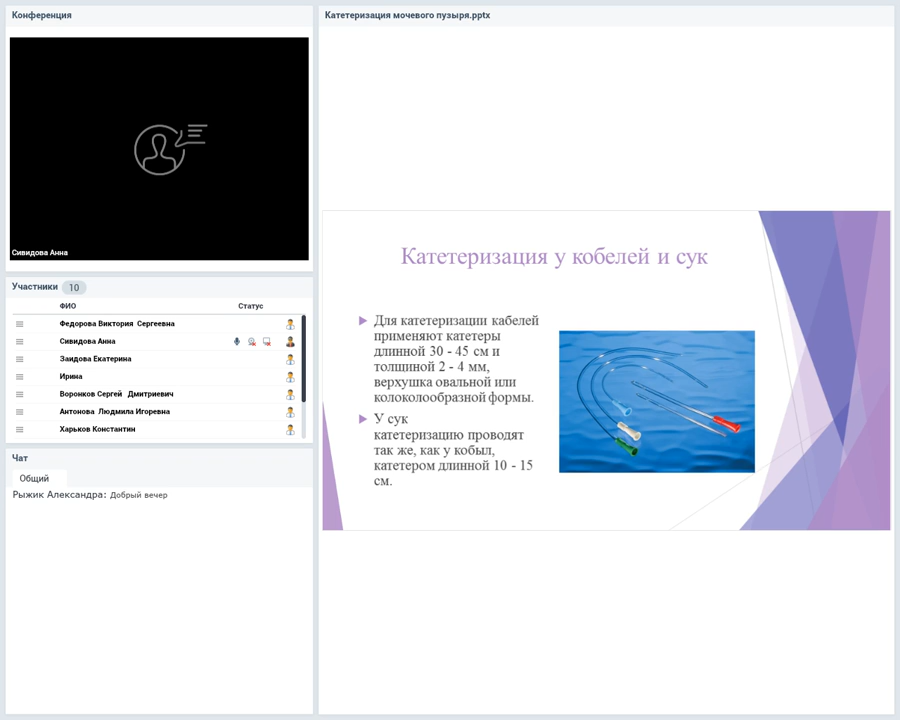 Конференция
Сивидова Анна
Участники 10
ФИО Статус
Федорова Виктория Сергеевна
Сивидова Анна
Заидова Екатерина
Ирина
Воронков Сергей Дмитриевич
Антонова Людмила Игоревна
Харьков Константин
Чат
Общий
Рыжик Александра: Добрый вечер
Катетеризация мочевого пузыря.pptx
Катетеризация у кобелей и сук
Для катетеризации кабелей
применяют катетеры
длинной 30 - 45 см и
толщиной 2 - 4 мм,
верхушка овальной или
колоколообразной формы.
У сук
катетеризацию проводят
так же, как у кобыл,
катетером длинной 10 - 15
см.